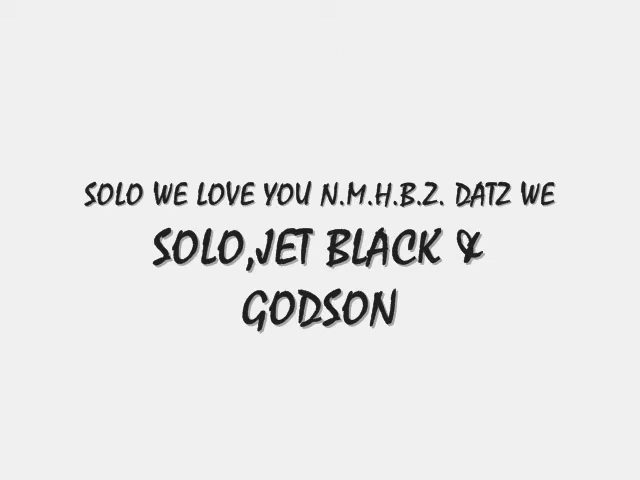 SOLO WE LOVE YOU N.M.H.B.Z. DATZ WE
SOLO,JET BLACK &
GODSON